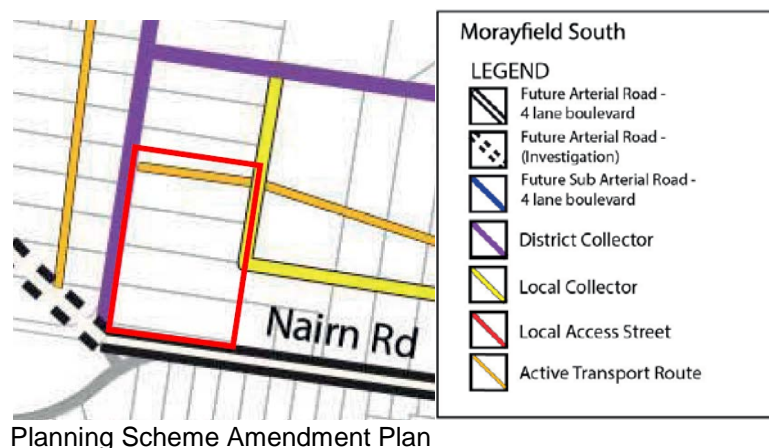 Nairn Rd
Morayfield South
LEGEND
Future Arterial Road -
4 lane boulevard
Future Arterial Road -
(Investigation)
Future Sub Arterial Road -
4 lane boulevard
District Collector
Local Collector
Local Access Street
Active Transport Route
Planning Scheme Amendment Plan